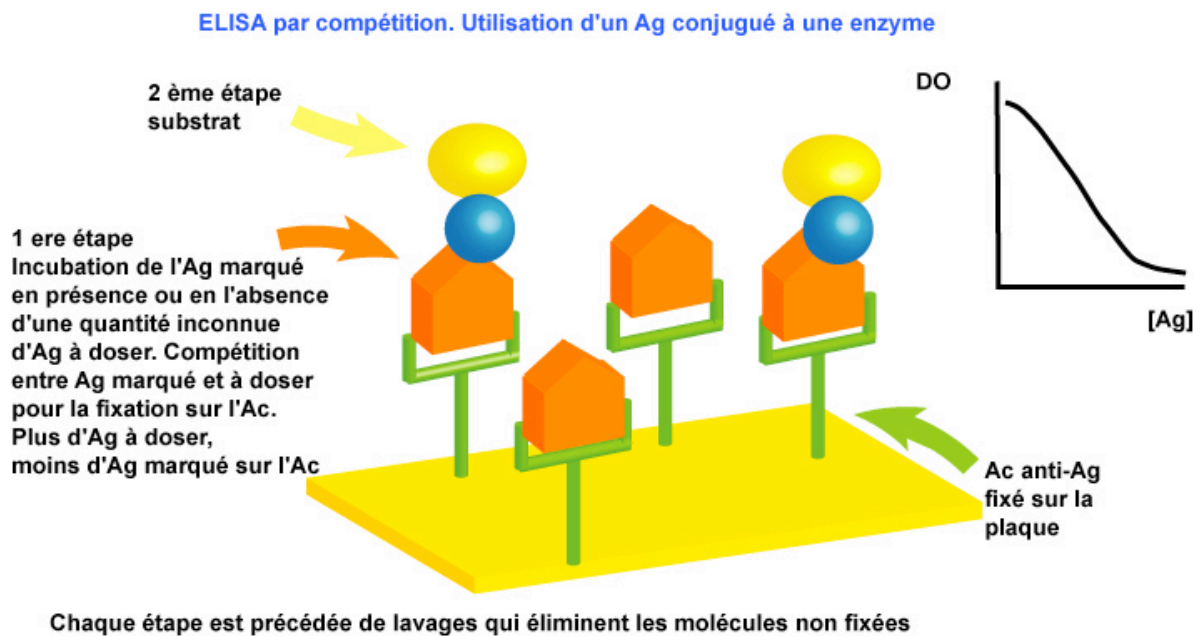 ELISA par compétition. Utilisation d'un Ag conjugué à une enzyme
2 ème étape
substrat
DO
1 ere étape
Incubation de l'Ag marqué
en présence ou en l'absence
d'une quantité inconnue
d'Ag à doser. Compétition
entre Ag marqué et à doser
pour la fixation sur l'Ac.
Plus d'Ag à doser,
moins d'Ag marqué sur l'Ac
[Ag]
Ac anti-Ag
fixé sur la
plaque
Chaque étape est précédée de lavages qui éliminent les molécules non fixées